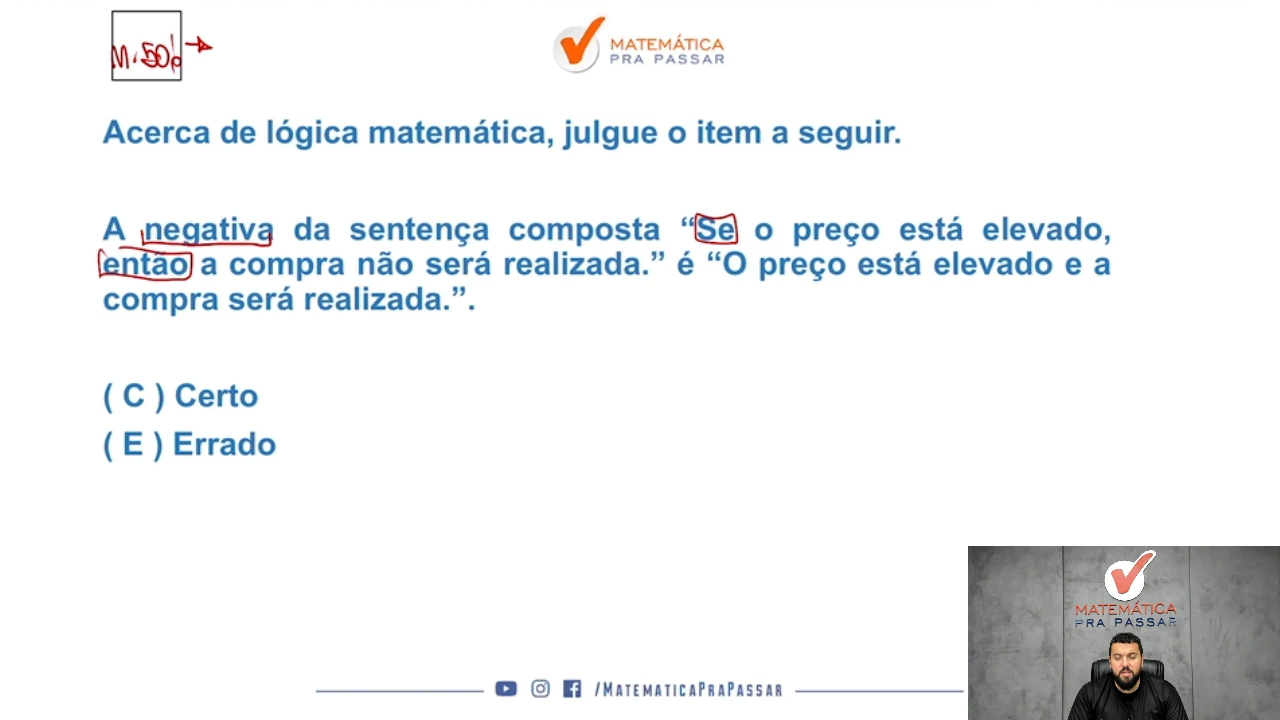 MATEMÁTICA
PRA PASSAR
Acerca de lógica matemática, julgue o item a seguir.
A negativa da sentença composta “Se o preço está elevado,
então a compra não será realizada.” é “O preço está elevado e a
compra será realizada.”.
( C ) Certo
( E ) Errado
MATEMÁTICA
PRA PASSAR
/MATEMATICAPRAPASSAR